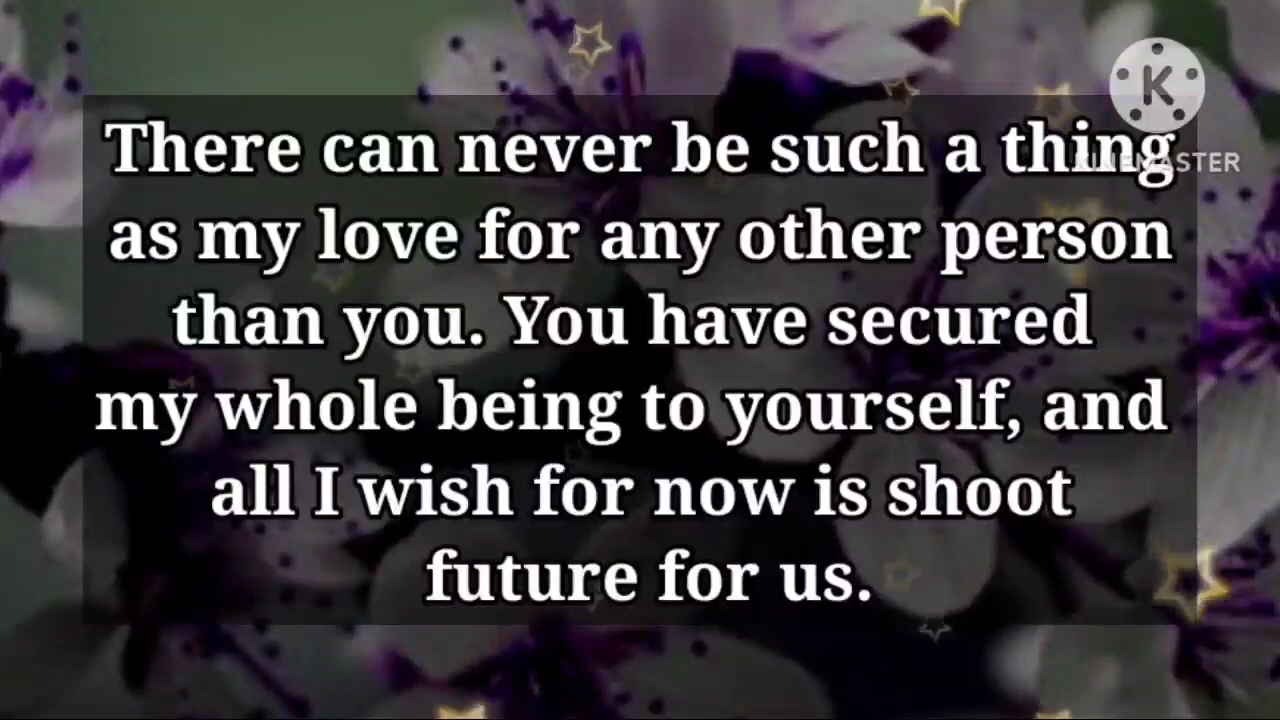 K
There can never be such a thing
KINEMASTER
as my love for any other person
than you. You have secured
my whole being to yourself, and
all I wish for now is shoot
future for us.